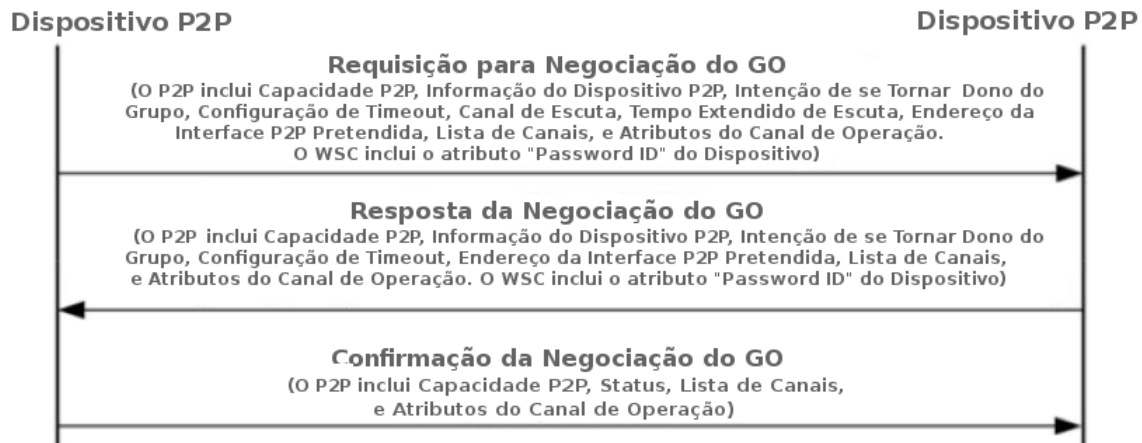 Dispositivo P2P
Dispositivo P2P
Requisição para Negociação do GO
(O P2P inclui Capacidade P2P, Informação do Dispositivo P2P, Intenção de se Tornar Dono do
Grupo, Configuração de Timeout, Canal de Escuta, Tempo Extendido de Escuta, Endereço da
Interface P2P Pretendida, Lista de Canais, e Atributos do Canal de Operação.
O WSC inclui o atributo "Password ID" do Dispositivo)
Resposta da Negociação do GO
(O P2P inclui Capacidade P2P, Informação do Dispositivo P2P, Intenção de se Tornar Dono do
Grupo, Configuração de Timeout, Endereço da Interface P2P Pretendida, Lista de Canais,
e Atributos do Canal de Operação. O WSC inclui o atributo "Password ID" do Dispositivo)
Confirmação da Negociação do GO
(O P2P inclui Capacidade P2P, Status, Lista de Canais,
e Atributos do Canal de Operação)